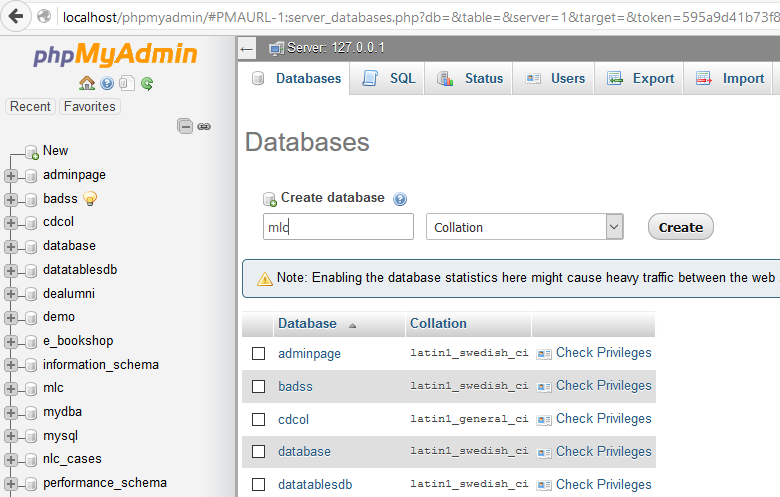 localhost/phpmyadmin/#PMAURL-1:server_databases.php?db=&table=&server=1&target=&token=595a9d41b73f8
phpMyAdmin
Recent Favorites
New
adminpage
badss
cdcol
database
datatablesdb
dealumni
demo
e_bookshop
information_schema
mlc
mydba
mysql
nlc_cases
performance_schema
Server: 127.0.0.1
Databases SQL Status Users Export Import
Databases
Create database
mlc Collation Create
Note: Enabling the database statistics here might cause heavy traffic between the web
Database Collation
adminpage latin1_swedish_ci Check Privileges
badss latin1_swedish_ci Check Privileges
cdcol latin1_general_ci Check Privileges
database latin1_swedish_ci Check Privileges
datatablesdb latin1_swedish_ci Check Privileges